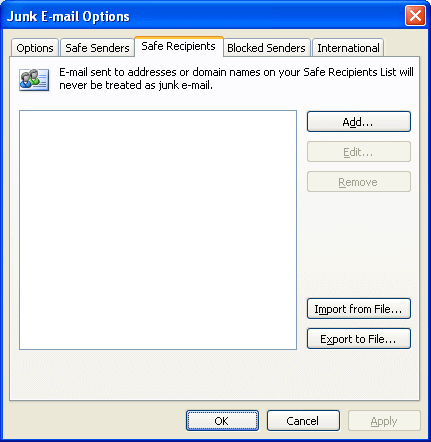 Junk E-mail Options
Options Safe Senders Safe Recipients Blocked Senders International
E-mail sent to addresses or domain names on your Safe Recipients List will
never be treated as junk e-mail.
Add...
Edit...
Remove
Import from File...
Export to File...
OK Cancel Apply